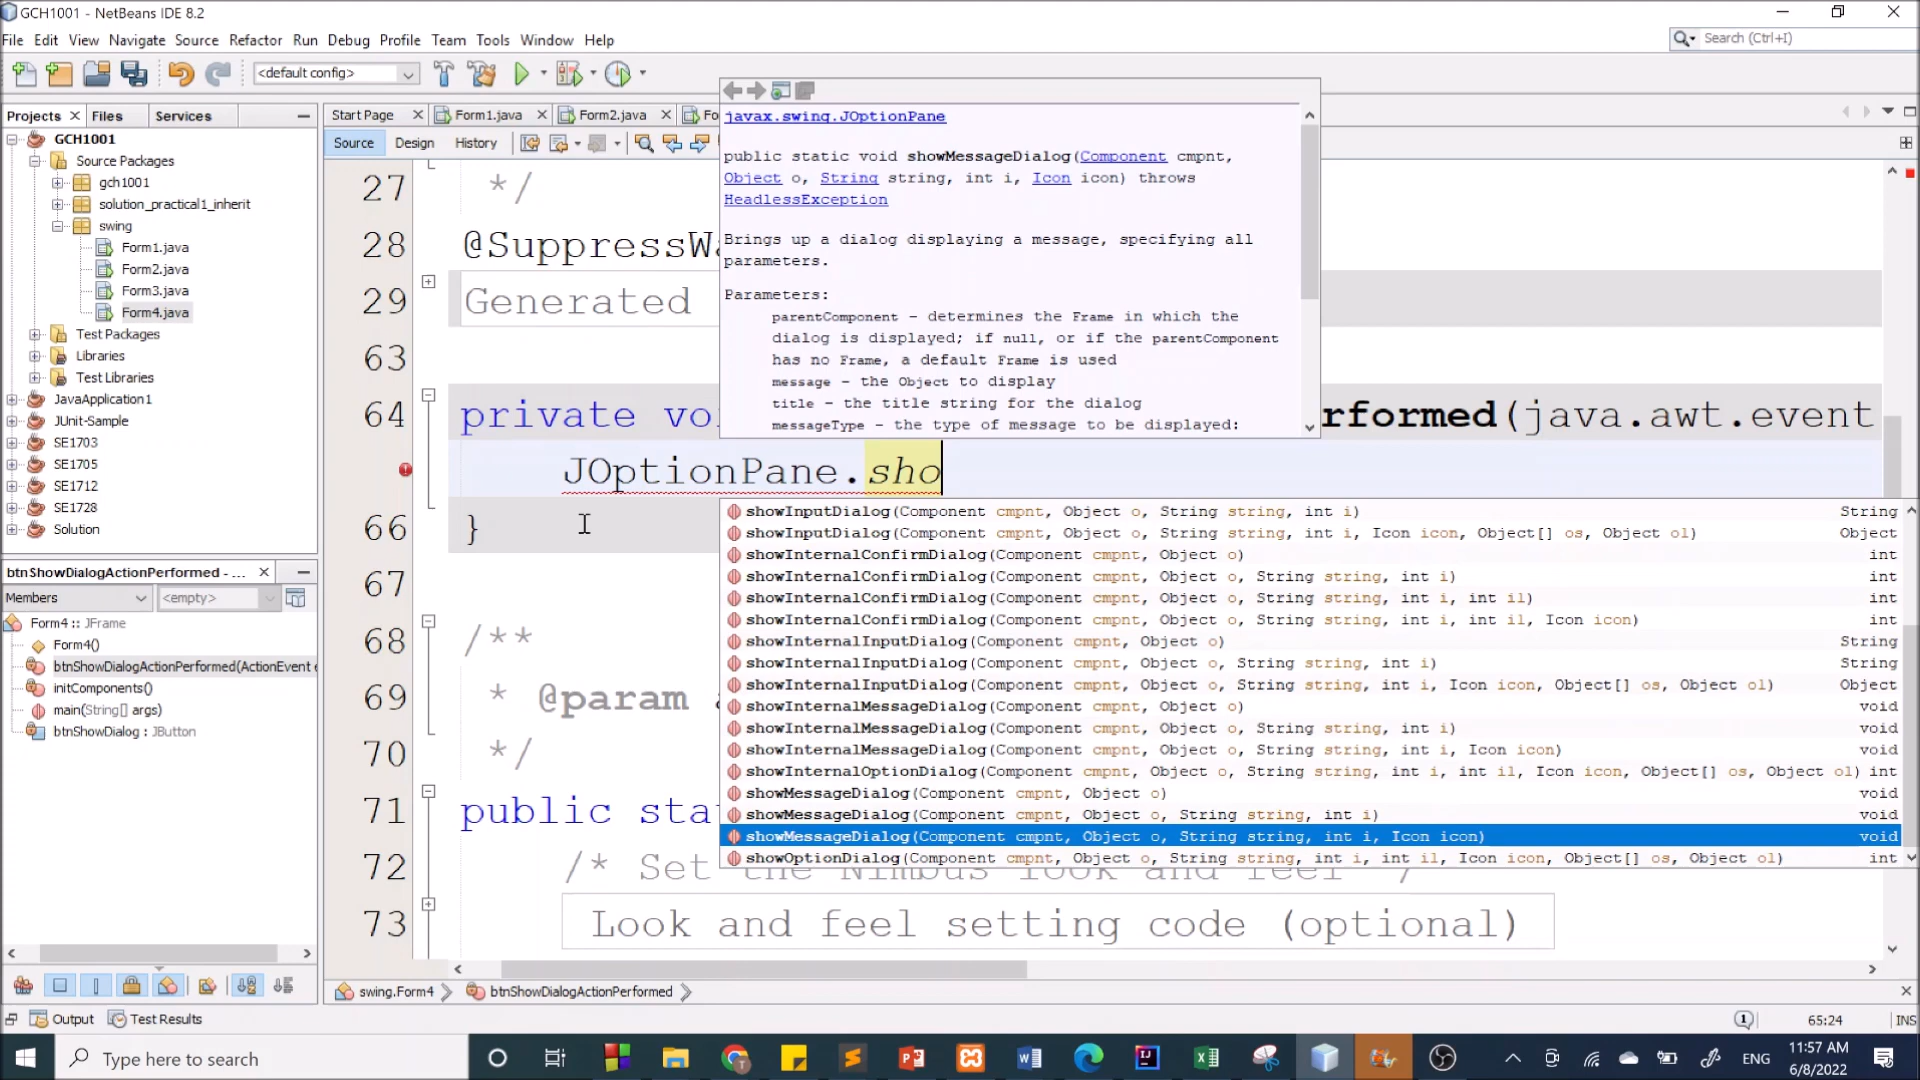 GCH1001 - NetBeans IDE 8.2
File Edit View Navigate Source Refactor Run Debug Profile Team Tools Window Help
Search (Ctrl+I)
<default config>
Projects Files Services
GCH1001
Source Packages
gch1001
solution_practical1_inherit
swing
Form1.java
Form2.java
Form3.java
Form4.java
Test Packages
Libraries
Test Libraries
JavaApplication1
JUnit-Sample
SE1703
SE1705
SE1712
SE1728
Solution
btnShowDialogActionPerformed - ...
Members <empty>
Form4 :: JFrame
Form4()
btnShowDialogActionPerformed(ActionEvent e
initComponents()
main(String[] args)
btnShowDialog : JButton
Start Page Form1.java Form2.java Fo
Source Design History
27 */
28 @SuppressWa
29 Generated
63
64 private vo rformed(java.awt.event
JOptionPane.sho
66 }
67
68 /**
69 * @param a
70 */
71 public sta
72 /* Set the Nimbus look and feel */
73 Look and feel setting code (optional)
javax.swing.JOptionPane
public static void showMessageDialog(Component cmpnt,
Object o, String string, int i, Icon icon) throws
HeadlessException
Brings up a dialog displaying a message, specifying all
parameters.
Parameters:
parentComponent - determines the Frame in which the
dialog is displayed; if null, or if the parentComponent
has no Frame, a default Frame is used
message - the Object to display
title - the title string for the dialog
messageType - the type of message to be displayed:
showInputDialog(Component cmpnt, Object o, String string, int i) String
showInputDialog(Component cmpnt, Object o, String string, int i, Icon icon, Object[] os, Object o1) Object
showInternalConfirmDialog(Component cmpnt, Object o) int
showInternalConfirmDialog(Component cmpnt, Object o, String string, int i) int
showInternalConfirmDialog(Component cmpnt, Object o, String string, int i, int i1) int
showInternalConfirmDialog(Component cmpnt, Object o, String string, int i, int i1, Icon icon) int
showInternalInputDialog(Component cmpnt, Object o) String
showInternalInputDialog(Component cmpnt, Object o, String string, int i) String
showInternalInputDialog(Component cmpnt, Object o, String string, int i, Icon icon, Object[] os, Object o1) Object
showInternalMessageDialog(Component cmpnt, Object o) void
showInternalMessageDialog(Component cmpnt, Object o, String string, int i) void
showInternalMessageDialog(Component cmpnt, Object o, String string, int i, Icon icon) void
showInternalOptionDialog(Component cmpnt, Object o, String string, int i, int i1, Icon icon, Object[] os, Object o1) int
showMessageDialog(Component cmpnt, Object o) void
showMessageDialog(Component cmpnt, Object o, String string, int i) void
showMessageDialog(Component cmpnt, Object o, String string, int i, Icon icon) void
showOptionDialog(Component cmpnt, Object o, String string, int i, int i1, Icon icon, Object[] os, Object o1) int
swing.Form4 btnShowDialogActionPerformed
Output Test Results
1 65:24 INS
Type here to search
ENG
11:57 AM
6/8/2022